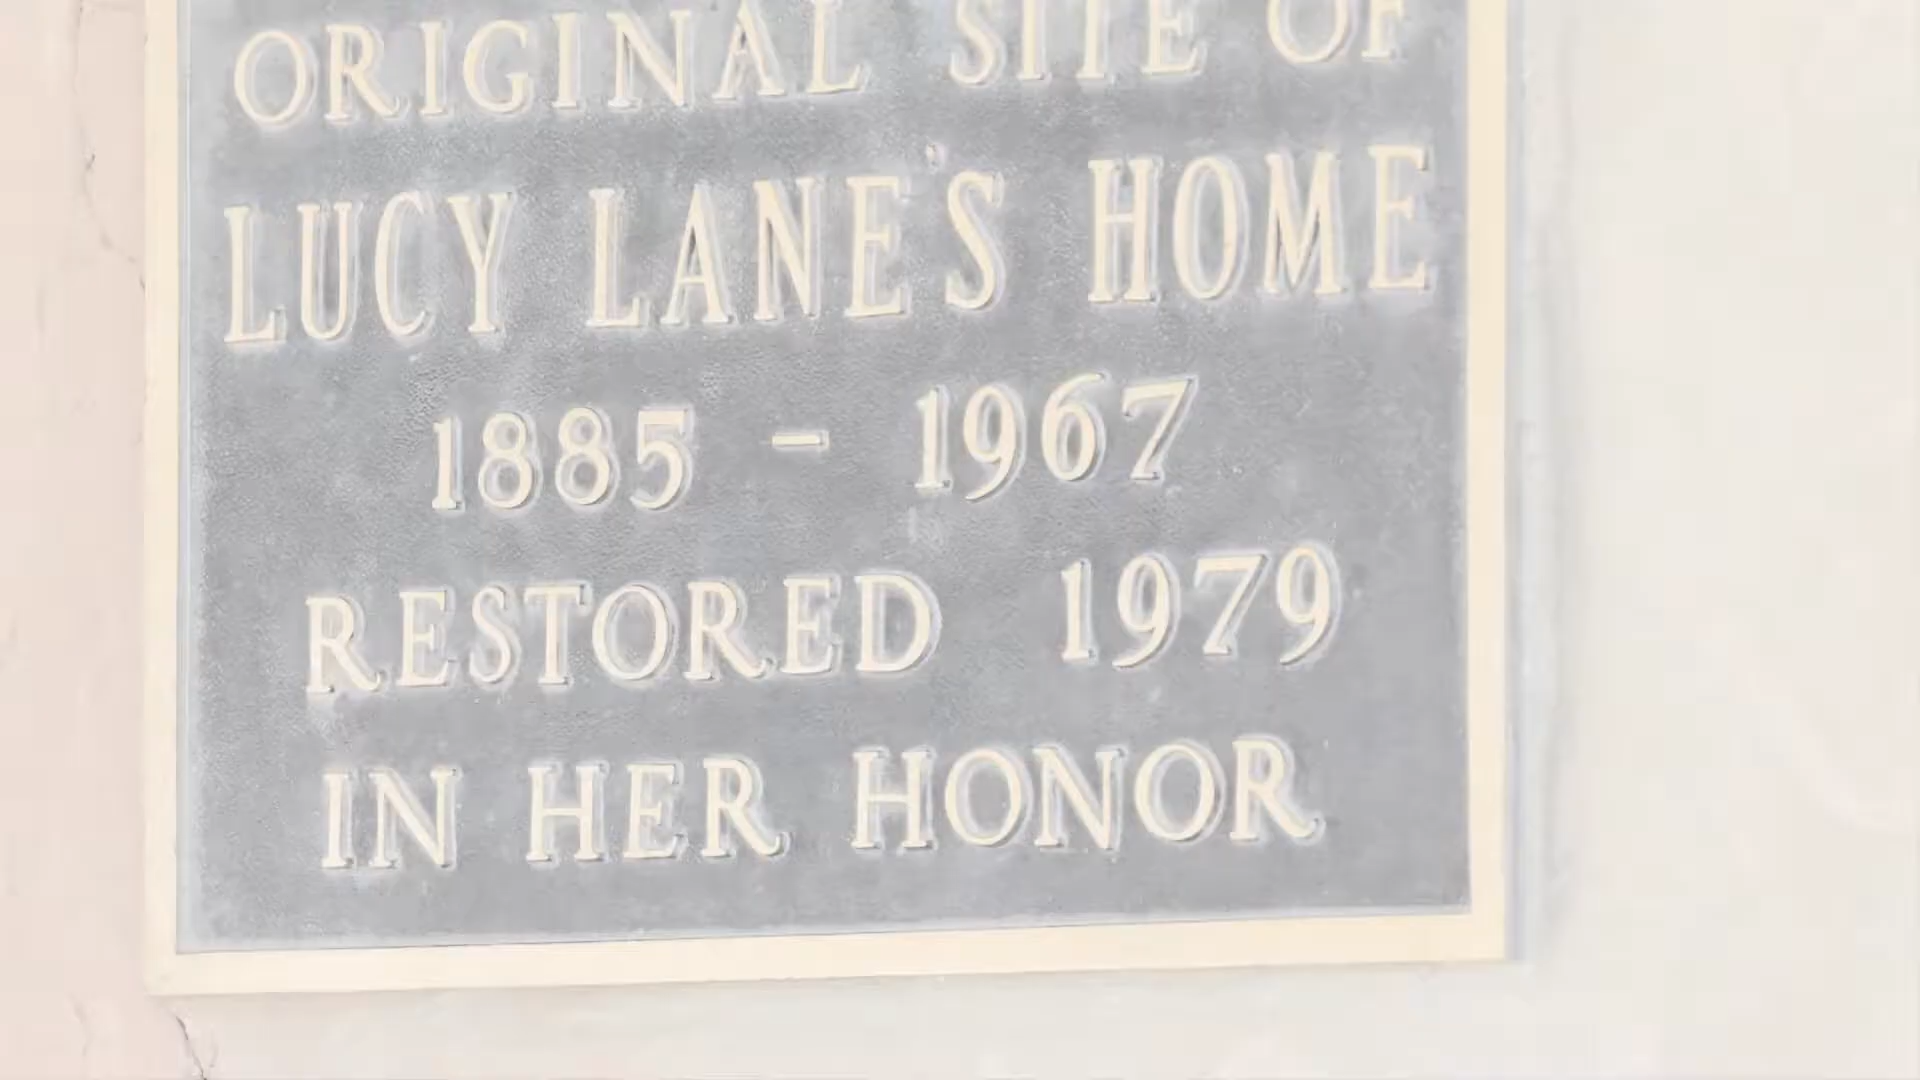 ORIGINAL SITE OF
LUCY LANE'S HOME
1885 - 1967
RESTORED 1979
IN HER HONOR